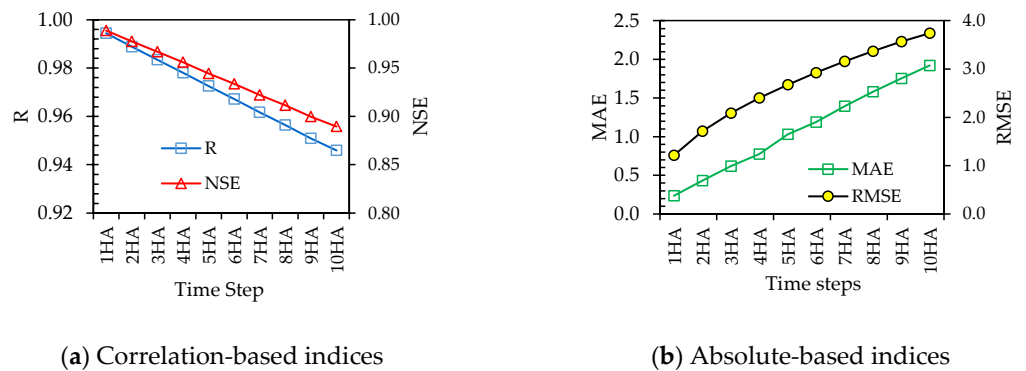 1.00
0.98
0.96
0.94
0.92
R
1.00
0.95
0.90
0.85
0.80
NSE
R
NSE
1HA
2HA
3HA
4HA
5HA
6HA
7HA
8HA
9HA
10HA
Time Step
(a) Correlation-based indices
2.5
2.0
1.5
1.0
0.5
0.0
MAE
4.0
3.0
2.0
1.0
0.0
RMSE
MAE
RMSE
1HA
2HA
3HA
4HA
5HA
6HA
7HA
8HA
9HA
10HA
Time steps
(b) Absolute-based indices